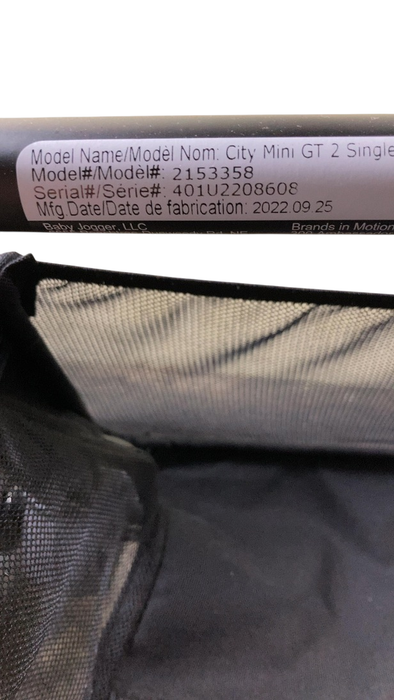 Model Name/Modèl Nom: City Mini GT 2 Single
Model#/Modèl#: 2153358
Serial#/Série#: 401U2208608
Mfg.Date/Date de fabrication: 2022.09.25
Baby Jogger, LLC Brands in Motion